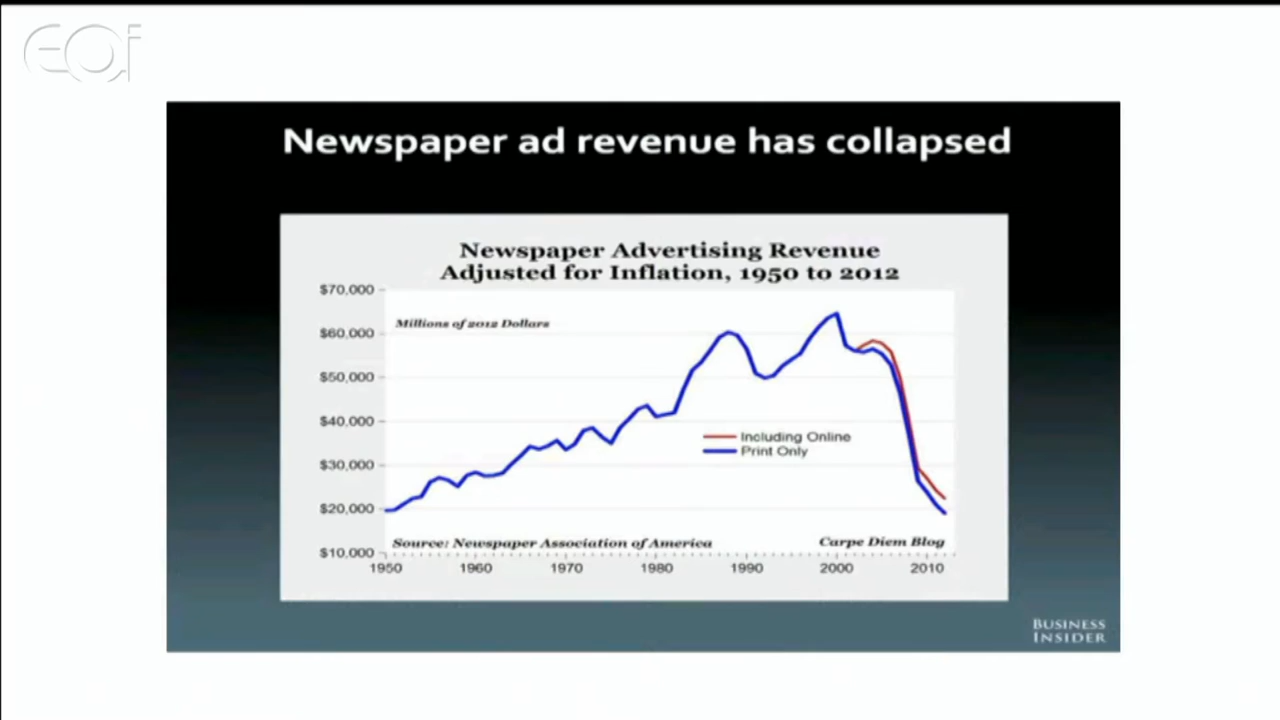 EAI
Newspaper ad revenue has collapsed
Newspaper Advertising Revenue
Adjusted for Inflation, 1950 to 2012
$70,000
Millions of 2012 Dollars
$60,000
$50,000
$40,000
Including Online
Print Only
$30,000
$20,000
Source: Newspaper Association of America
Carpe Diem Blog
$10,000
1950 1960 1970 1980 1990 2000 2010
BUSINESS
INSIDER